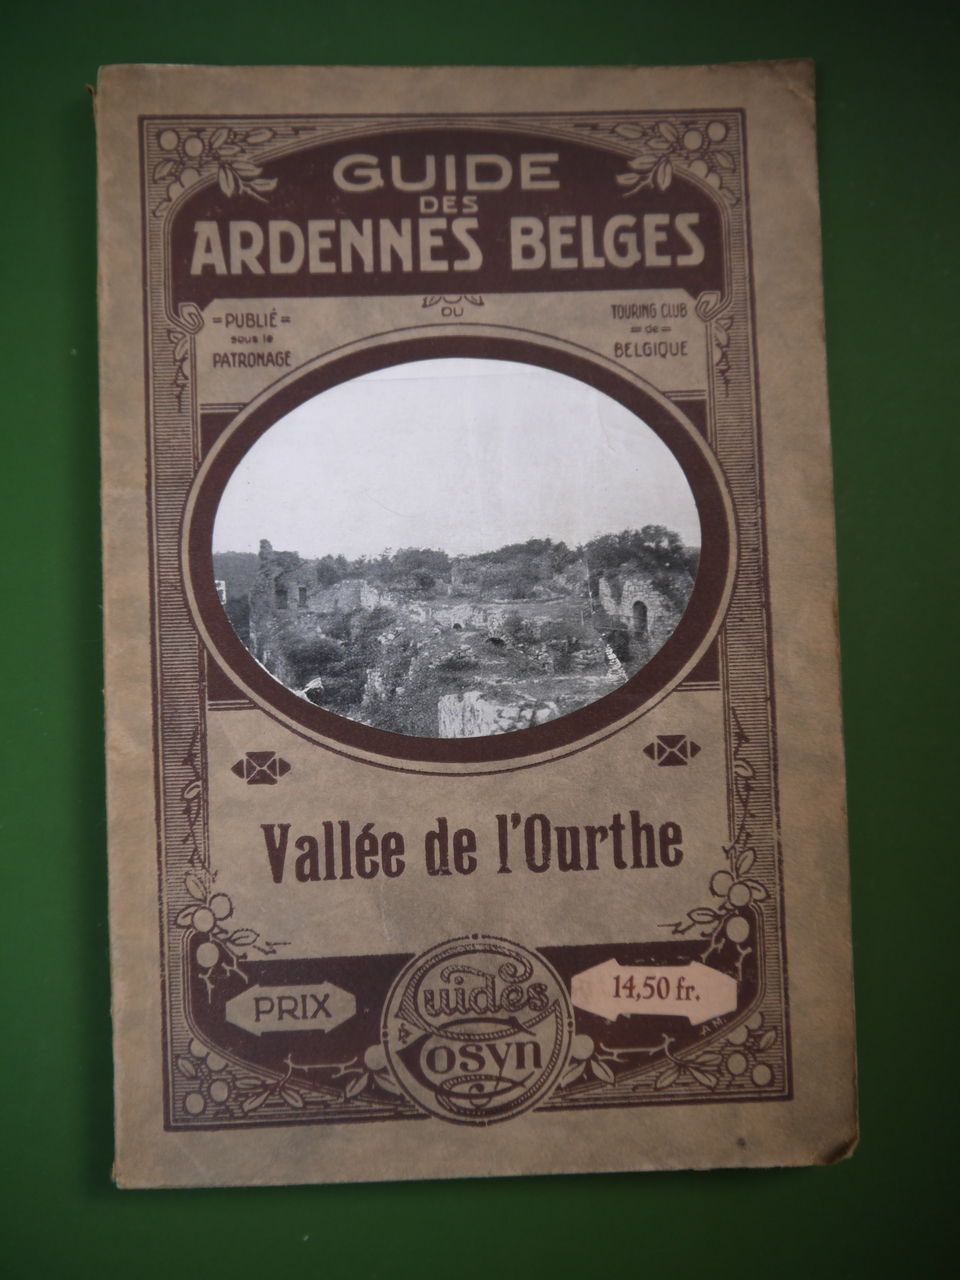 GUIDE
DES
ARDENNES BELGES
=PUBLIÉ=
sous le
PATRONAGE
DU
TOURING CLUB
=de=
BELGIQUE
Vallée de l'Ourthe
PRIX
Guides
Cosyn
14,50 fr.
AM